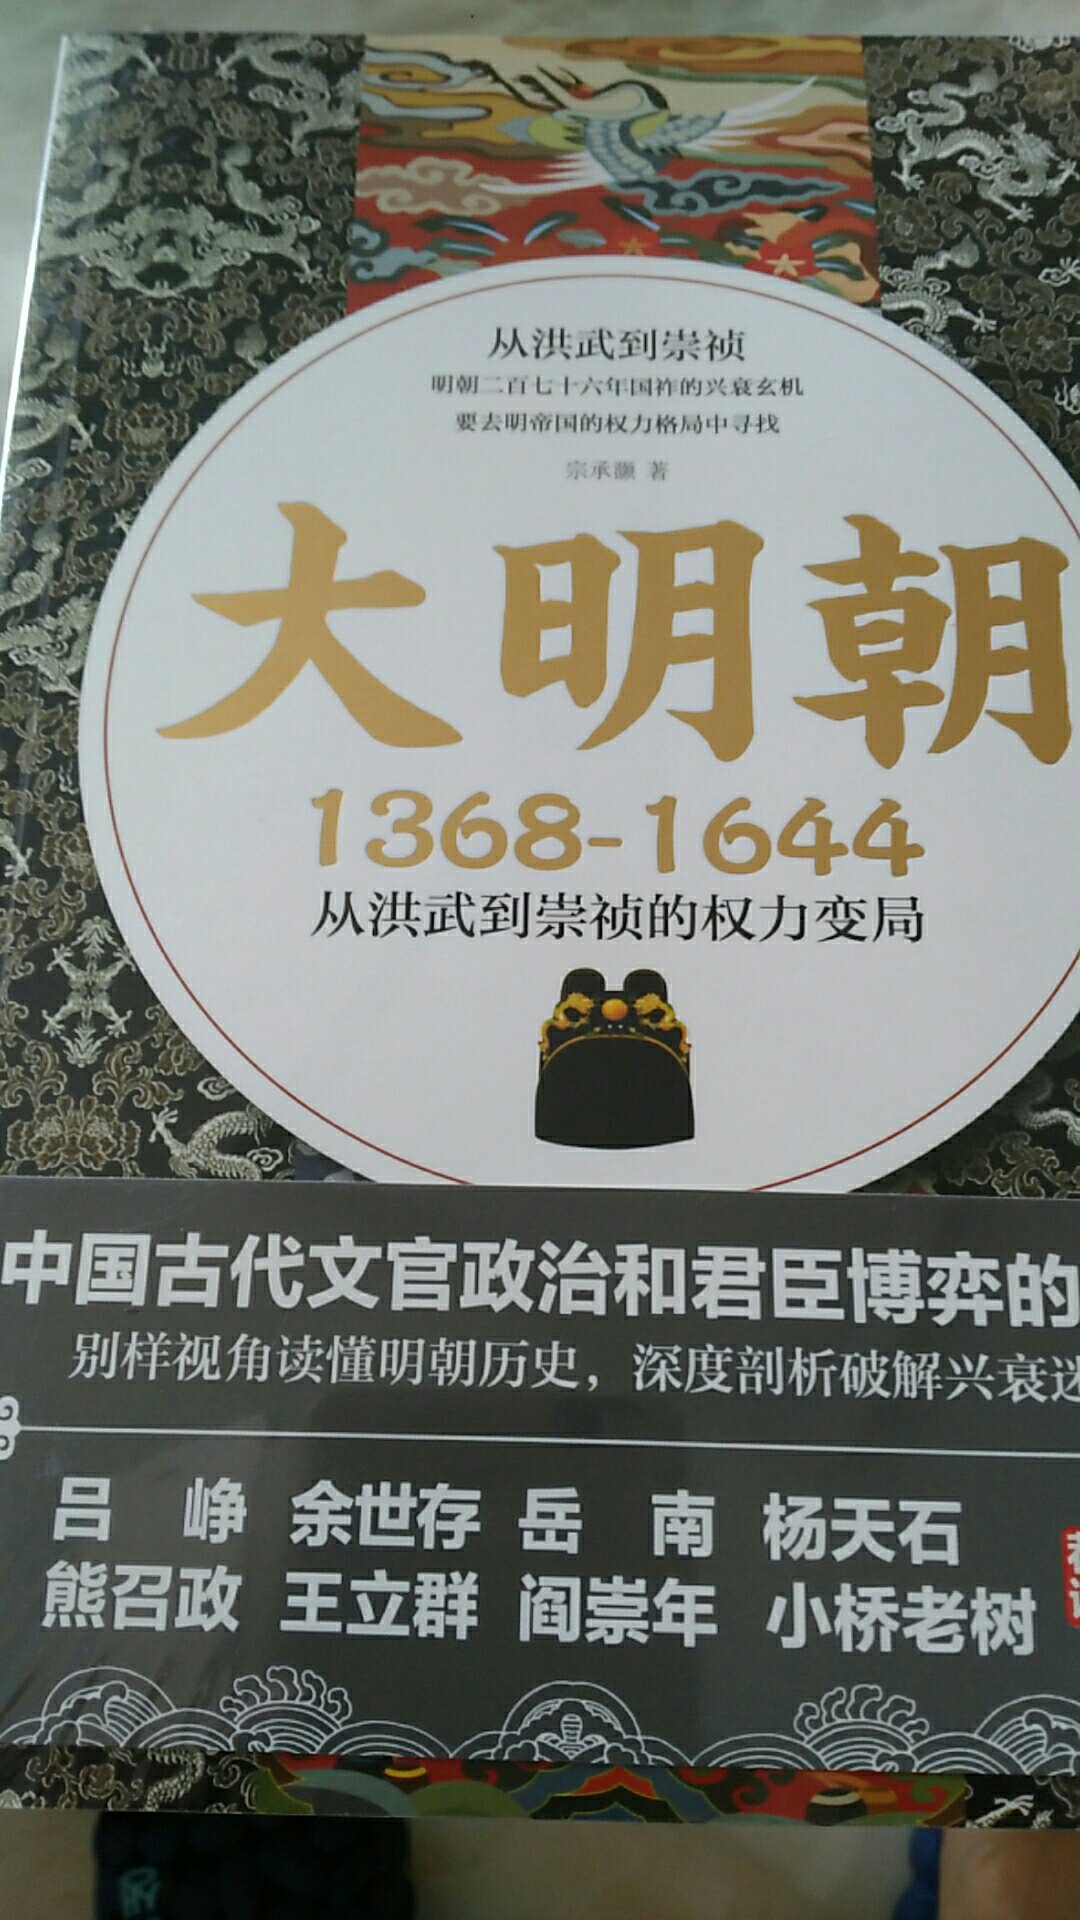 从洪武到崇祯
明朝二百七十六年国祚的兴衰玄机
要去明帝国的权力格局中寻找
宗承灏 著
大明朝
1368-1644
从洪武到崇祯的权力变局
中国古代文官政治和君臣博弈的
别样视角读懂明朝历史，深度剖析破解兴衰迷
吕峥 余世存 岳南 杨天石
熊召政 王立群 阎崇年 小桥老树